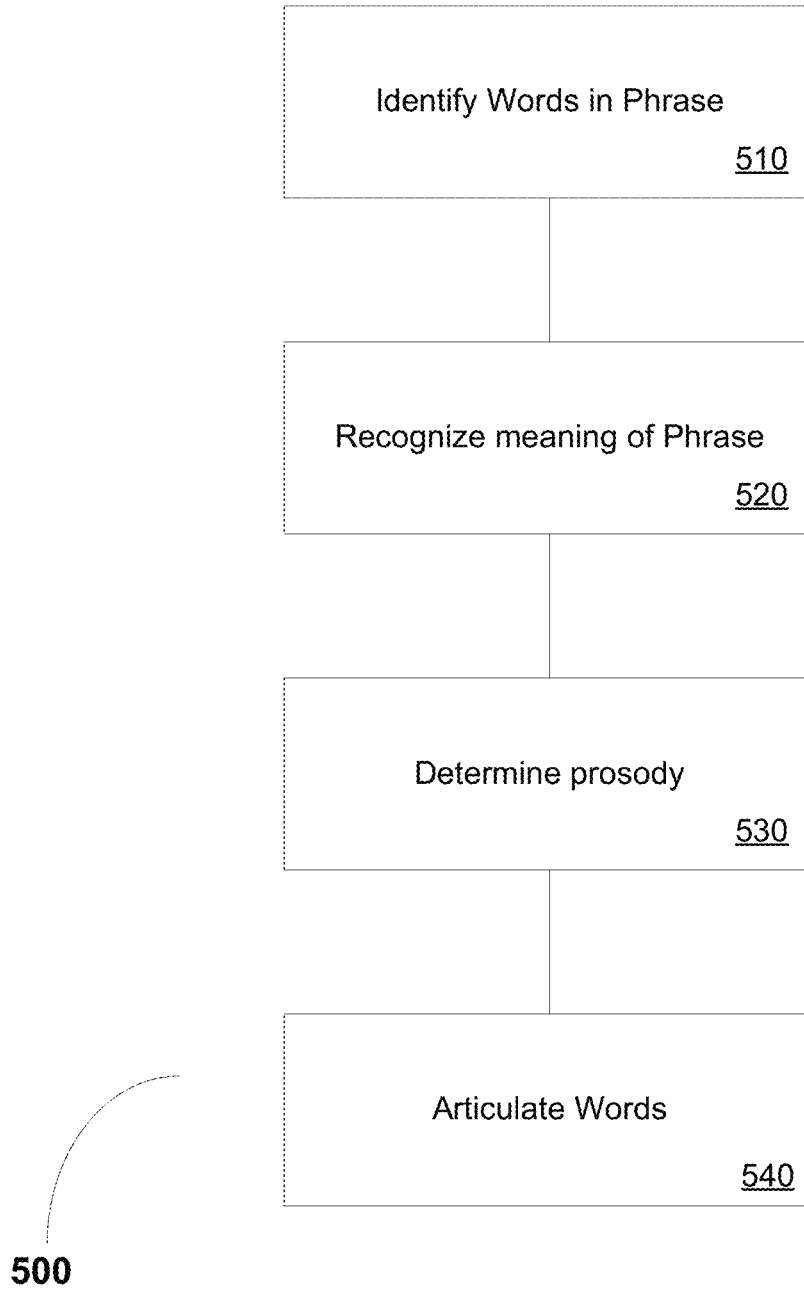 Identify Words in Phrase
510
Recognize meaning of Phrase
520
Determine prosody
530
Articulate Words
540
500